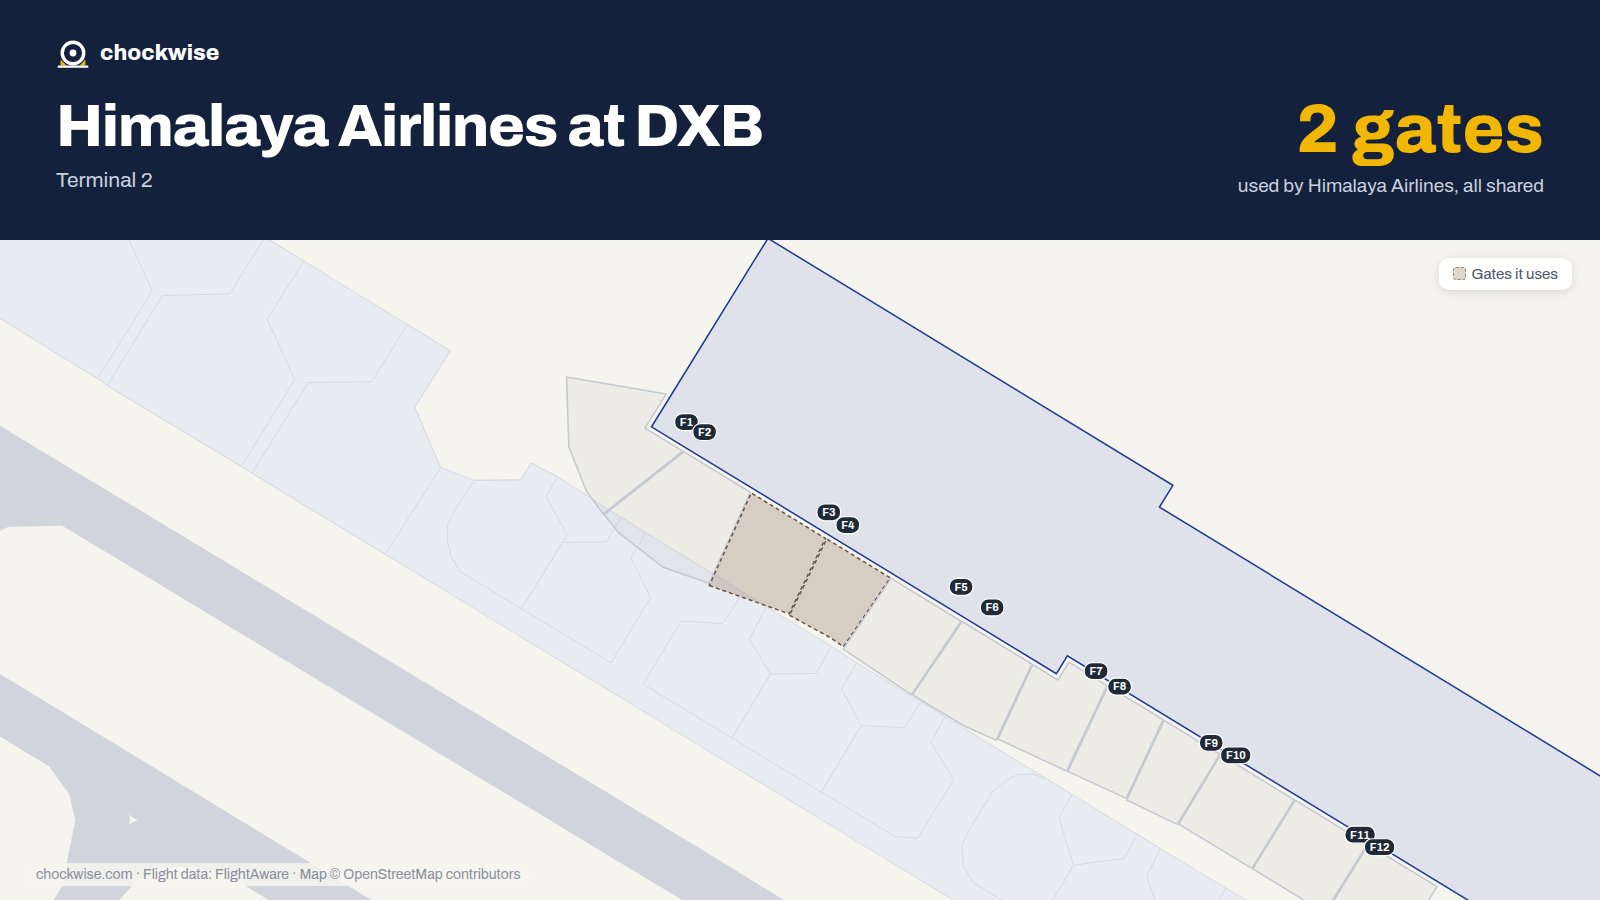 chockwise
Himalaya Airlines at DXB
Terminal 2
2 gates
used by Himalaya Airlines, all shared
Gates it uses
F1
F2
F3
F4
F5
F6
F7
F8
F9
F10
F11
F12
chockwise.com · Flight data: FlightAware · Map © OpenStreetMap contributors